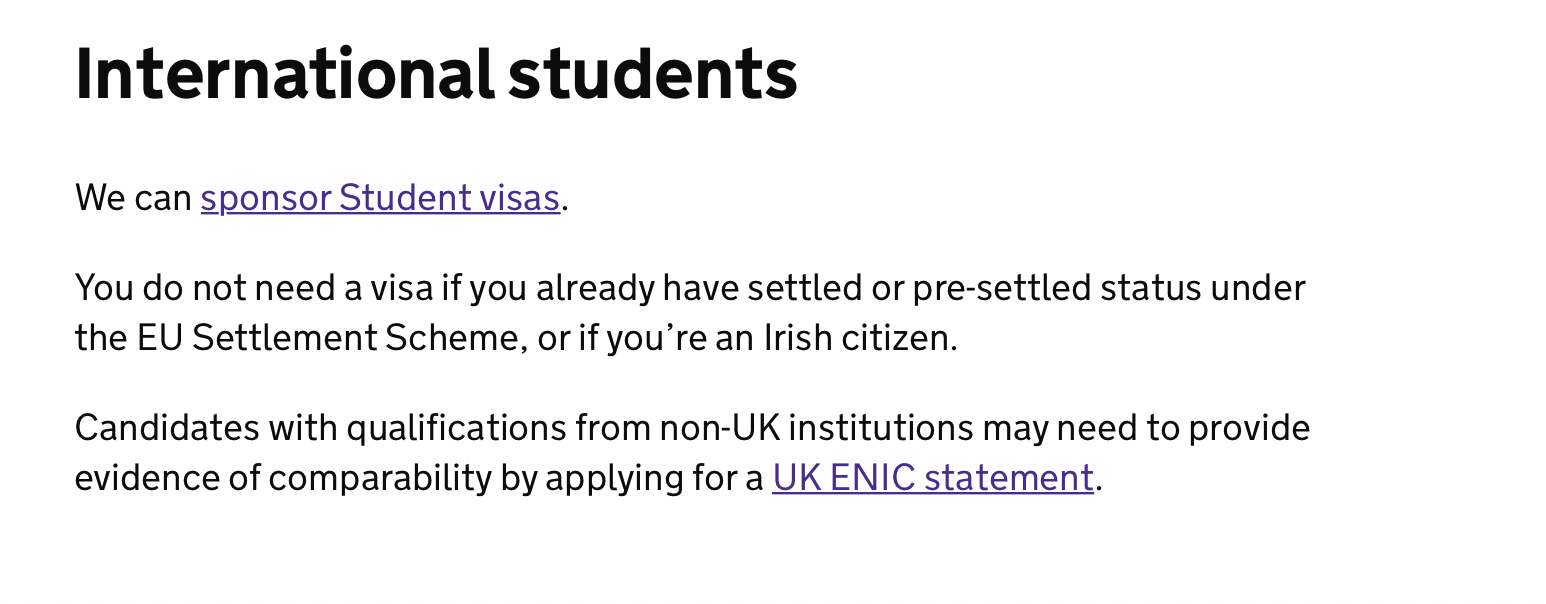 International students
We can sponsor Student visas.
You do not need a visa if you already have settled or pre-settled status under
the EU Settlement Scheme, or if you’re an Irish citizen.
Candidates with qualifications from non-UK institutions may need to provide
evidence of comparability by applying for a UK ENIC statement.